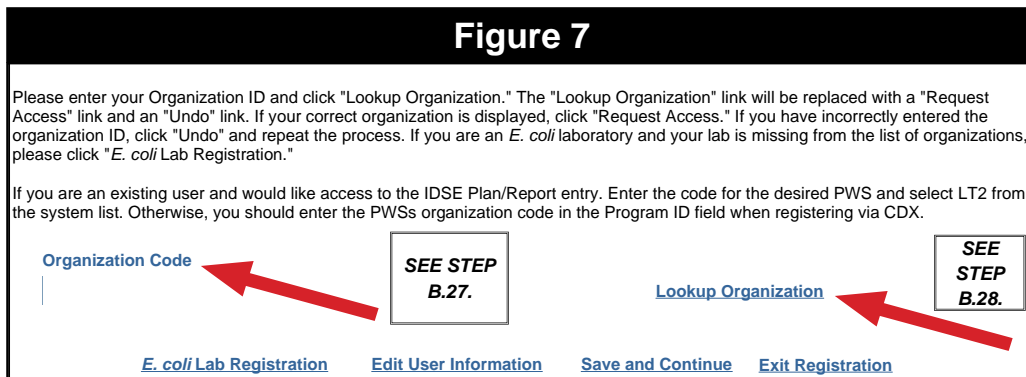 Figure 7
Please enter your Organization ID and click "Lookup Organization." The "Lookup Organization" link will be replaced with a "Request
Access" link and an "Undo" link. If your correct organization is displayed, click "Request Access." If you have incorrectly entered the
organization ID, click "Undo" and repeat the process. If you are an E. coli laboratory and your lab is missing from the list of organizations,
please click "E. coli Lab Registration."
If you are an existing user and would like access to the IDSE Plan/Report entry. Enter the code for the desired PWS and select LT2 from
the system list. Otherwise, you should enter the PWSs organization code in the Program ID field when registering via CDX.
Organization Code
SEE STEP
B.27.
Lookup Organization
SEE
STEP
B.28.
E. coli Lab Registration Edit User Information Save and Continue Exit Registration